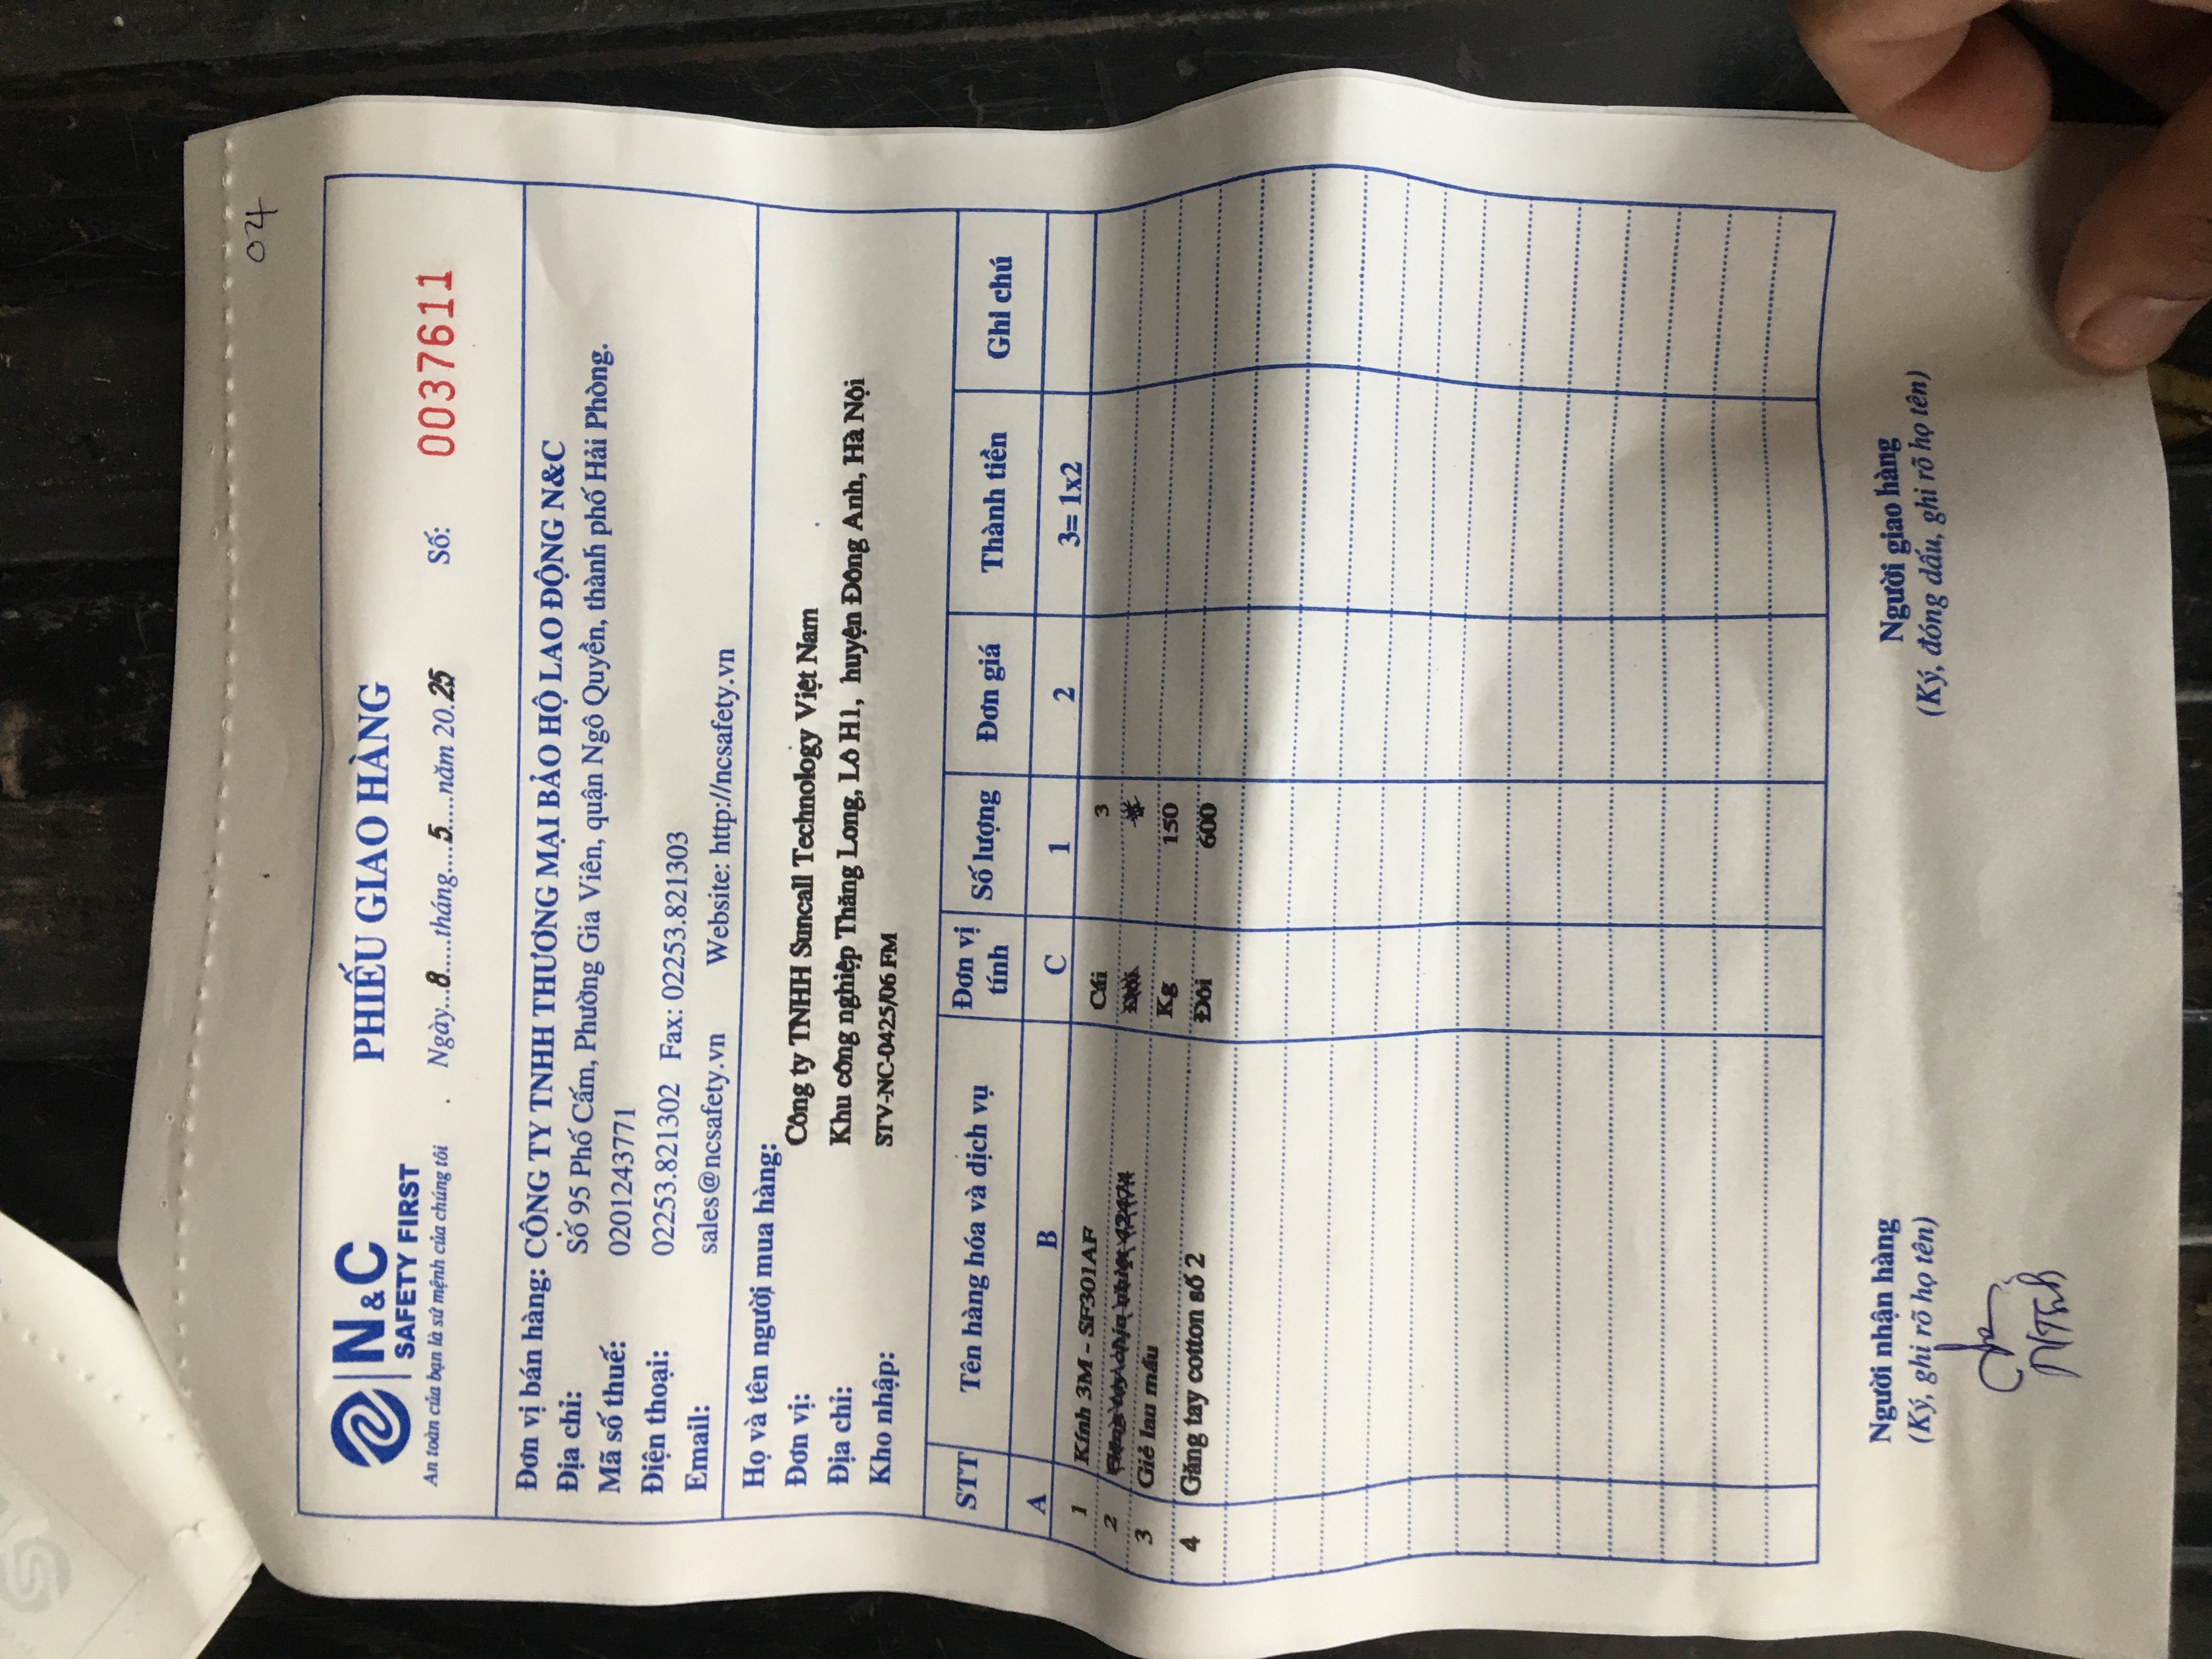 024
N&C
SAFETY FIRST
An toàn của bạn là sứ mệnh của chúng tôi
PHIẾU GIAO HÀNG
Ngày...8.....tháng....5....năm 20.25
Số: 0037611
Đơn vị bán hàng: CÔNG TY TNHH THƯƠNG MẠI BẢO HỘ LAO ĐỘNG N&C
Địa chỉ: Số 95 Phố Cấm, Phường Gia Viên, quận Ngô Quyền, thành phố Hải Phòng.
Mã số thuế: 0201243771
Điện thoại: 02253.821302 Fax: 02253.821303
Email: sales@ncsafety.vn Website: http://ncsafety.vn
Họ và tên người mua hàng:
Đơn vị: Công ty TNHH Suncall Technology Việt Nam
Địa chỉ: Khu công nghiệp Thăng Long, Lô H1, huyện Đông Anh, Hà Nội
Kho nhập: STV-NC-0425/06 FM
STT Tên hàng hóa và dịch vụ Đơn vị tính Số lượng Đơn giá Thành tiền Ghi chú
A B C 1 2 3= 1x2
1 Kính 3M - SF301AF Cái 3
2
3 Giẻ lau mầu Kg 150
4 Găng tay cotton số 2 Đôi 600
Người nhận hàng
(Ký, ghi rõ họ tên)
Người giao hàng
(Ký, đóng dấu, ghi rõ họ tên)